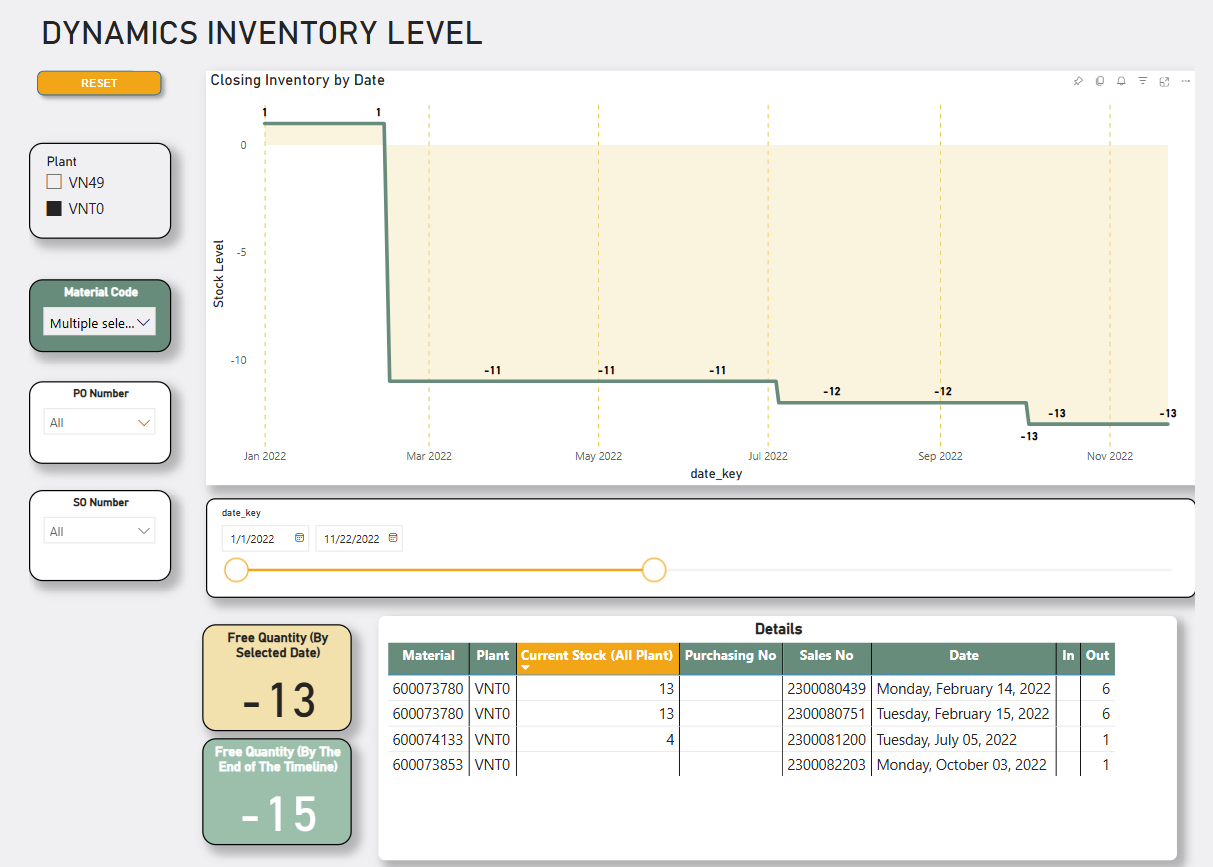 DYNAMICS INVENTORY LEVEL
RESET
Plant
VN49
VNT0
Material Code
Multiple sele...
PO Number
All
SO Number
All
Closing Inventory by Date
1 1
0
-5
-10
Stock Level
-11 -11 -11
-12 -12
-13 -13
-13
Jan 2022 Mar 2022 May 2022 Jul 2022 Sep 2022 Nov 2022
date_key
date_key
1/1/2022 11/22/2022
Free Quantity (By
Selected Date)
-13
Free Quantity (By The
End of The Timeline)
-15
Details
Material Plant Current Stock (All Plant) Purchasing No Sales No Date In Out
600073780 VNT0 13 2300080439 Monday, February 14, 2022 6
600073780 VNT0 13 2300080751 Tuesday, February 15, 2022 6
600074133 VNT0 4 2300081200 Tuesday, July 05, 2022 1
600073853 VNT0 2300082203 Monday, October 03, 2022 1